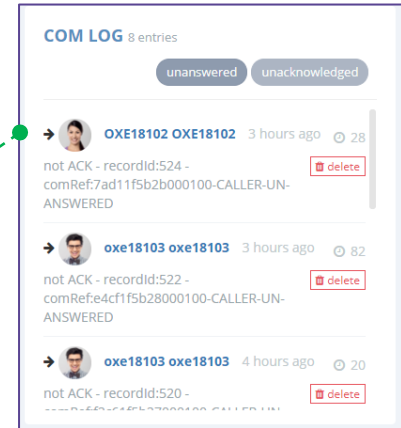 COM LOG 8 entries
unanswered unacknowledged
OXE18102 OXE18102 3 hours ago 28
not ACK - recordId:524 - delete
comRef:7ad11f5b2b000100-CALLER-UN-
ANSWERED
oxe18103 oxe18103 3 hours ago 82
not ACK - recordId:522 - delete
comRef:e4cf1f5b28000100-CALLER-UN-
ANSWERED
oxe18103 oxe18103 4 hours ago 20
not ACK - recordId:520 - delete